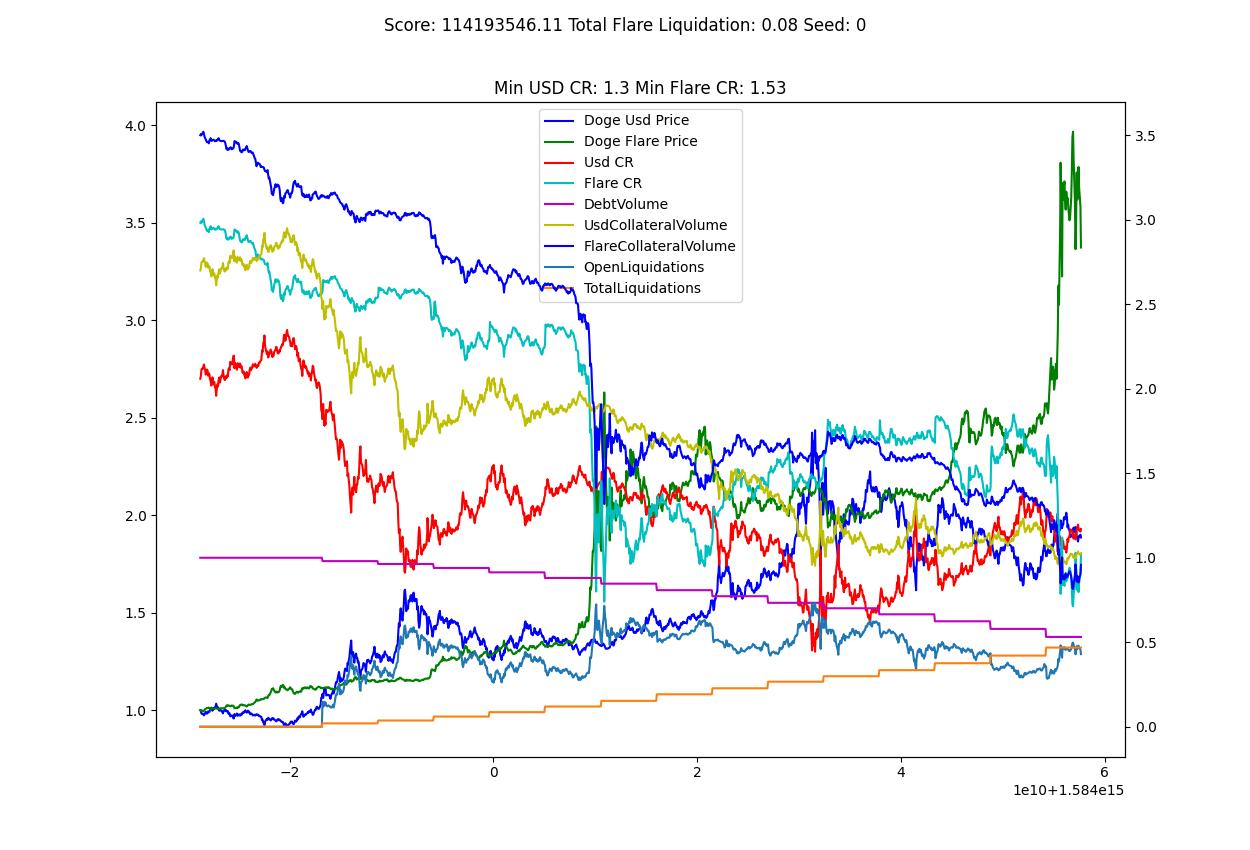 Score: 114193546.11 Total Flare Liquidation: 0.08 Seed: 0
Min USD CR: 1.3 Min Flare CR: 1.53
Doge Usd Price
Doge Flare Price
Usd CR
Flare CR
DebtVolume
UsdCollateralVolume
FlareCollateralVolume
OpenLiquidations
TotalLiquidations
4.0
3.5
3.0
2.5
2.0
1.5
1.0
3.5
3.0
2.5
2.0
1.5
1.0
0.5
0.0
−2
0
2
4
6
1e10+1.584e15